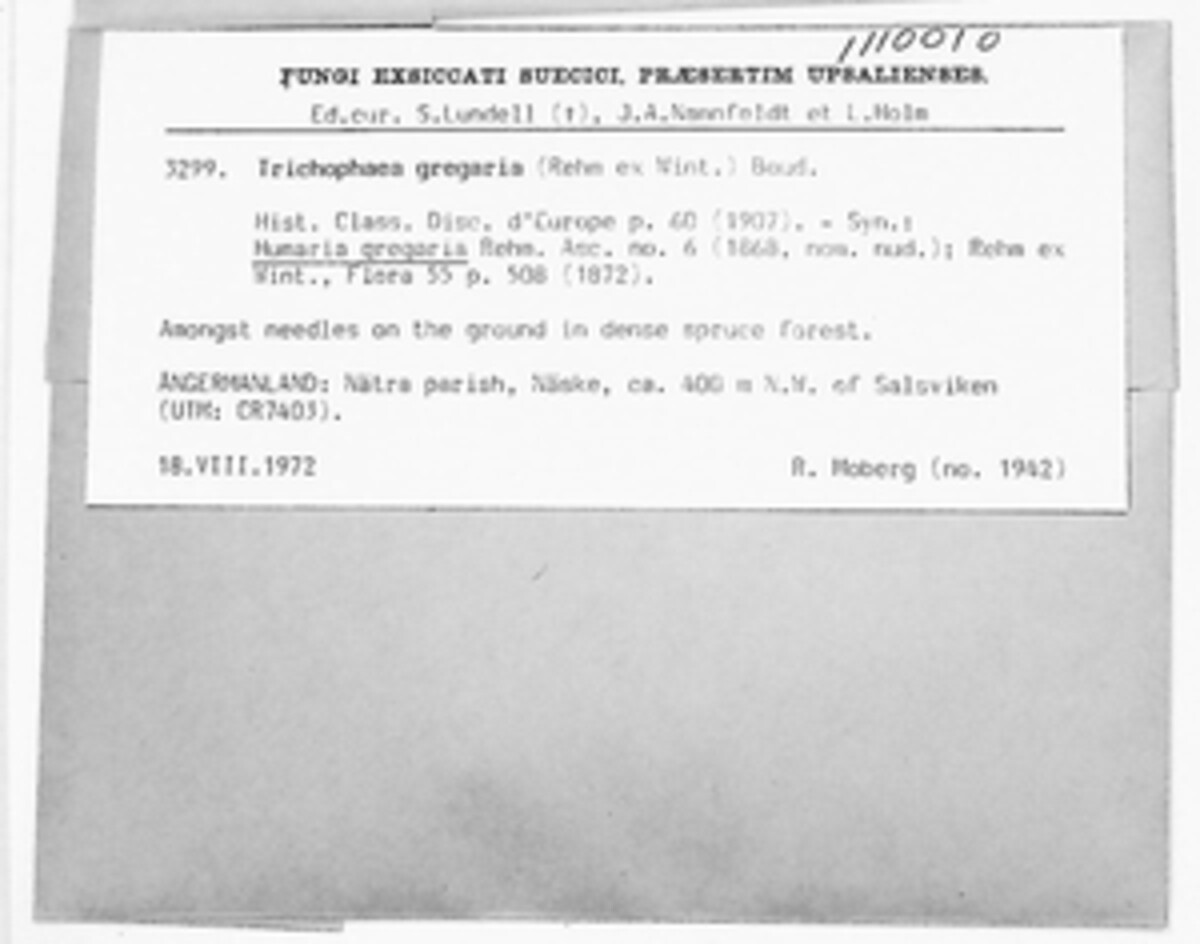 1110010
FUNGI EXSICCATI SUECICI, PRÆSERTIM UPSALIENSES.
Ed.cur. S.Lundell (†), J.A.Nannfeldt et L.Holm
3299. Trichophaea gregaria (Rehm ex Wint.) Boud.
Hist. Class. Disc. d'Europe p. 60 (1907). - Syn.:
Humaria gregaria Rehm. Asc. no. 6 (1868, nom. nud.); Rehm ex
Wint., Flora 55 p. 508 (1872).
Amongst needles on the ground in dense spruce forest.
ÅNGERMANLAND: Nätra parish, Näske, ca. 400 m N.W. of Salsviken
(UTM: CR7403).
18.VIII.1972 R. Moberg (no. 1942)